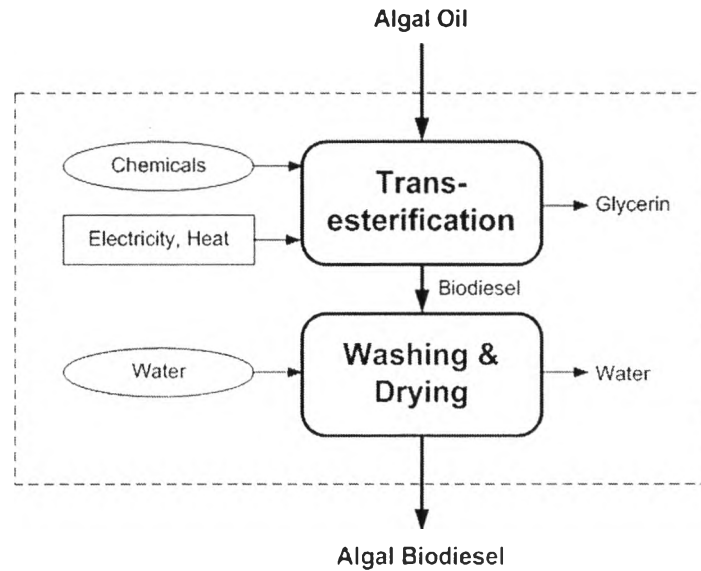 Algal Oil
Chemicals
Trans-
esterification
Glycerin
Electricity, Heat
Biodiesel
Water
Washing &
Drying
Water
Algal Biodiesel